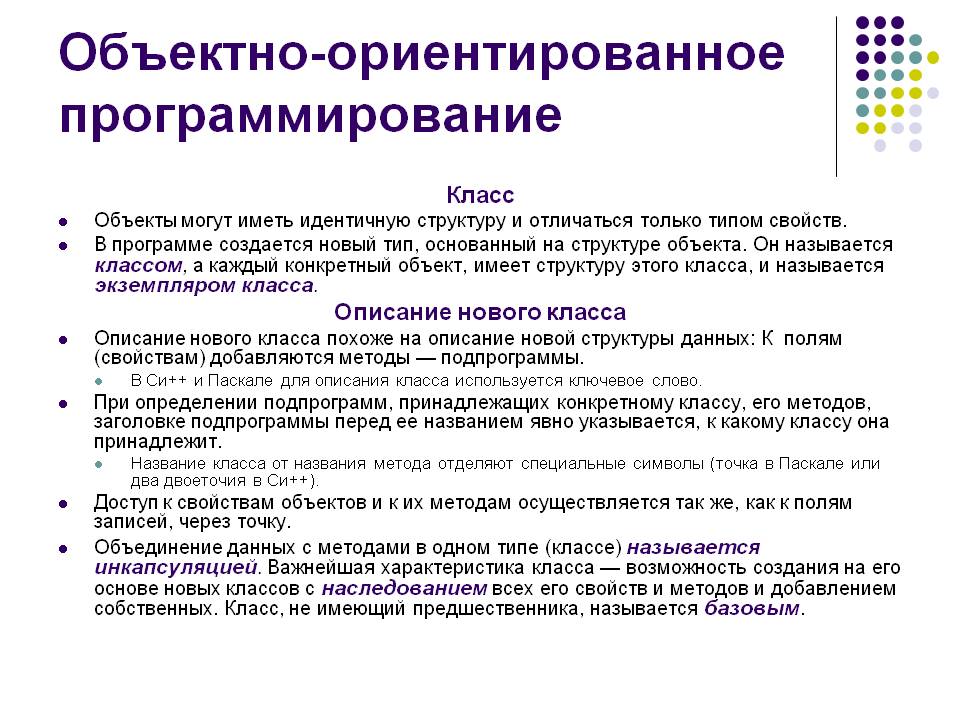 Объектно-ориентированное
программирование
Класс
Объекты могут иметь идентичную структуру и отличаться только типом свойств.
В программе создается новый тип, основанный на структуре объекта. Он называется
классом, а каждый конкретный объект, имеет структуру этого класса, и называется
экземпляром класса.
Описание нового класса
Описание нового класса похоже на описание новой структуры данных: К полям
(свойствам) добавляются методы — подпрограммы.
В Си++ и Паскале для описания класса используется ключевое слово.
При определении подпрограмм, принадлежащих конкретному классу, его методов,
заголовке подпрограммы перед ее названием явно указывается, к какому классу она
принадлежит.
Название класса от названия метода отделяют специальные символы (точка в Паскале или
два двоеточия в Си++).
Доступ к свойствам объектов и к их методам осуществляется так же, как к полям
записей, через точку.
Объединение данных с методами в одном типе (классе) называется
инкапсуляцией. Важнейшая характеристика класса — возможность создания на его
основе новых классов с наследованием всех его свойств и методов и добавлением
собственных. Класс, не имеющий предшественника, называется базовым.